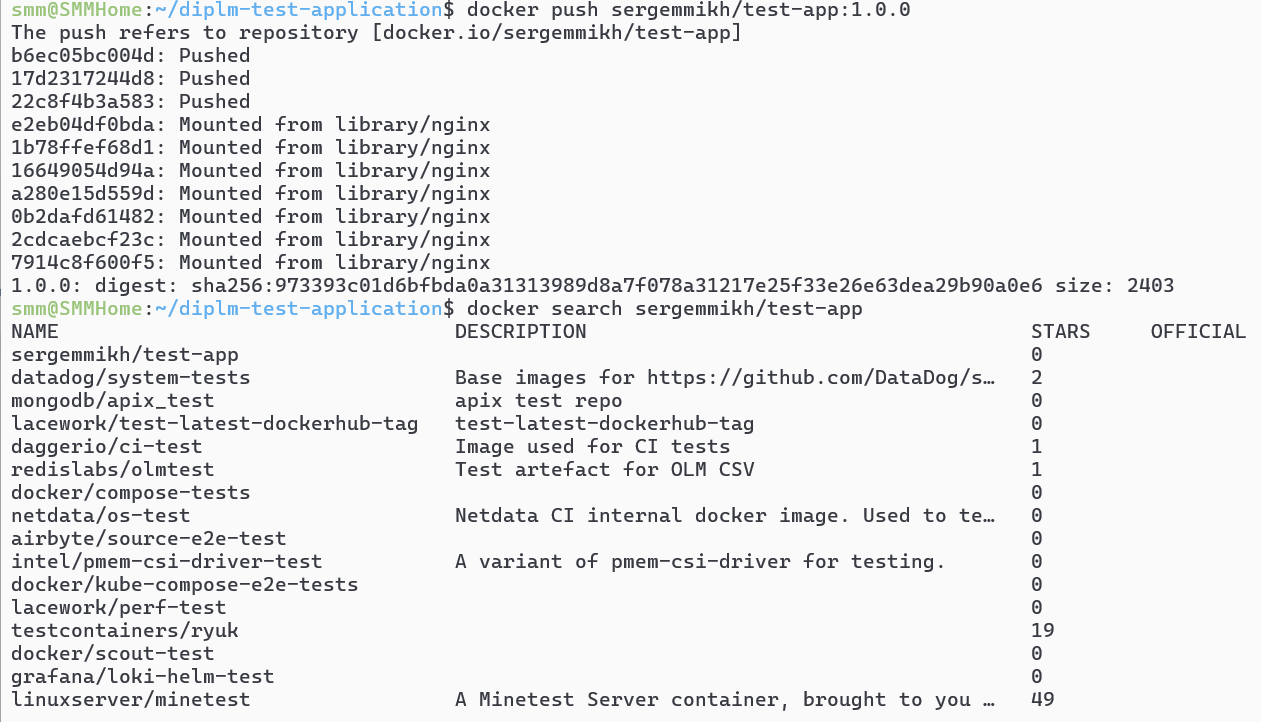 smm@SMMHome:~/diplm-test-application$ docker push sergemmikh/test-app:1.0.0
The push refers to repository [docker.io/sergemmikh/test-app]
b6ec05bc004d: Pushed
17d2317244d8: Pushed
22c8f4b3a583: Pushed
e2eb04df0bda: Mounted from library/nginx
1b78ffef68d1: Mounted from library/nginx
16649054d94a: Mounted from library/nginx
a280e15d559d: Mounted from library/nginx
0b2dafd61482: Mounted from library/nginx
2cdcaebcf23c: Mounted from library/nginx
7914c8f600f5: Mounted from library/nginx
1.0.0: digest: sha256:973393c01d6bfbda0a31313989d8a7f078a31217e25f33e26e63dea29b90a0e6 size: 2403
smm@SMMHome:~/diplm-test-application$ docker search sergemmikh/test-app
NAME DESCRIPTION STARS OFFICIAL
sergemmikh/test-app 0
datadog/system-tests Base images for https://github.com/DataDog/s… 2
mongodb/apix_test apix test repo 0
lacework/test-latest-dockerhub-tag test-latest-dockerhub-tag 0
daggerio/ci-test Image used for CI tests 1
redislabs/olmtest Test artefact for OLM CSV 1
docker/compose-tests 0
netdata/os-test Netdata CI internal docker image. Used to te… 0
airbyte/source-e2e-test 0
intel/pmem-csi-driver-test A variant of pmem-csi-driver for testing. 0
docker/kube-compose-e2e-tests 0
lacework/perf-test 0
testcontainers/ryuk 19
docker/scout-test 0
grafana/loki-helm-test 0
linuxserver/minetest A Minetest Server container, brought to you … 49